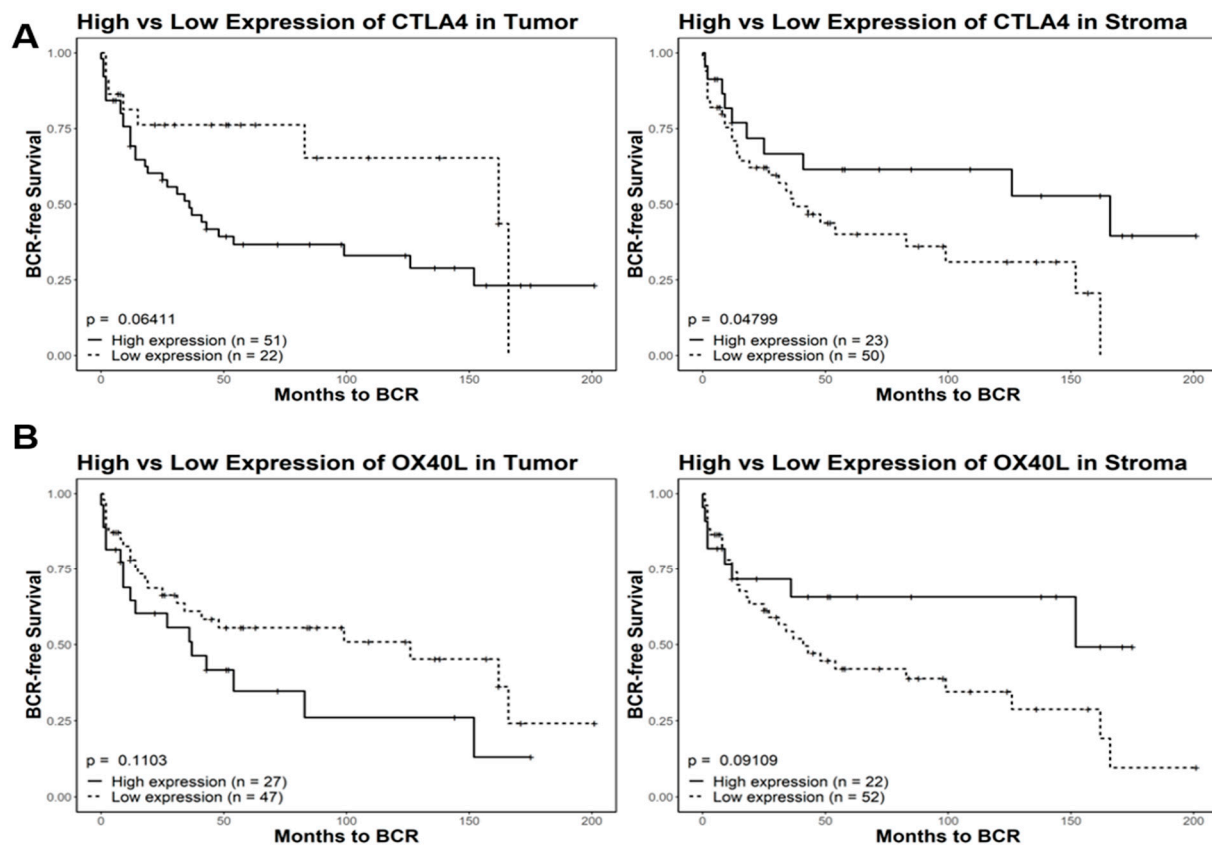 A
High vs Low Expression of CTLA4 in Tumor
BCR-free Survival
1.00
0.75
0.50
0.25
0.00
p = 0.06411
High expression (n = 51)
Low expression (n = 22)
0 50 100 150 200
Months to BCR
High vs Low Expression of CTLA4 in Stroma
BCR-free Survival
1.00
0.75
0.50
0.25
0.00
p = 0.04799
High expression (n = 23)
Low expression (n = 50)
0 50 100 150 200
Months to BCR
B
High vs Low Expression of OX40L in Tumor
BCR-free Survival
1.00
0.75
0.50
0.25
0.00
p = 0.1103
High expression (n = 27)
Low expression (n = 47)
0 50 100 150 200
Months to BCR
High vs Low Expression of OX40L in Stroma
BCR-free Survival
1.00
0.75
0.50
0.25
0.00
p = 0.09109
High expression (n = 22)
Low expression (n = 52)
0 50 100 150 200
Months to BCR